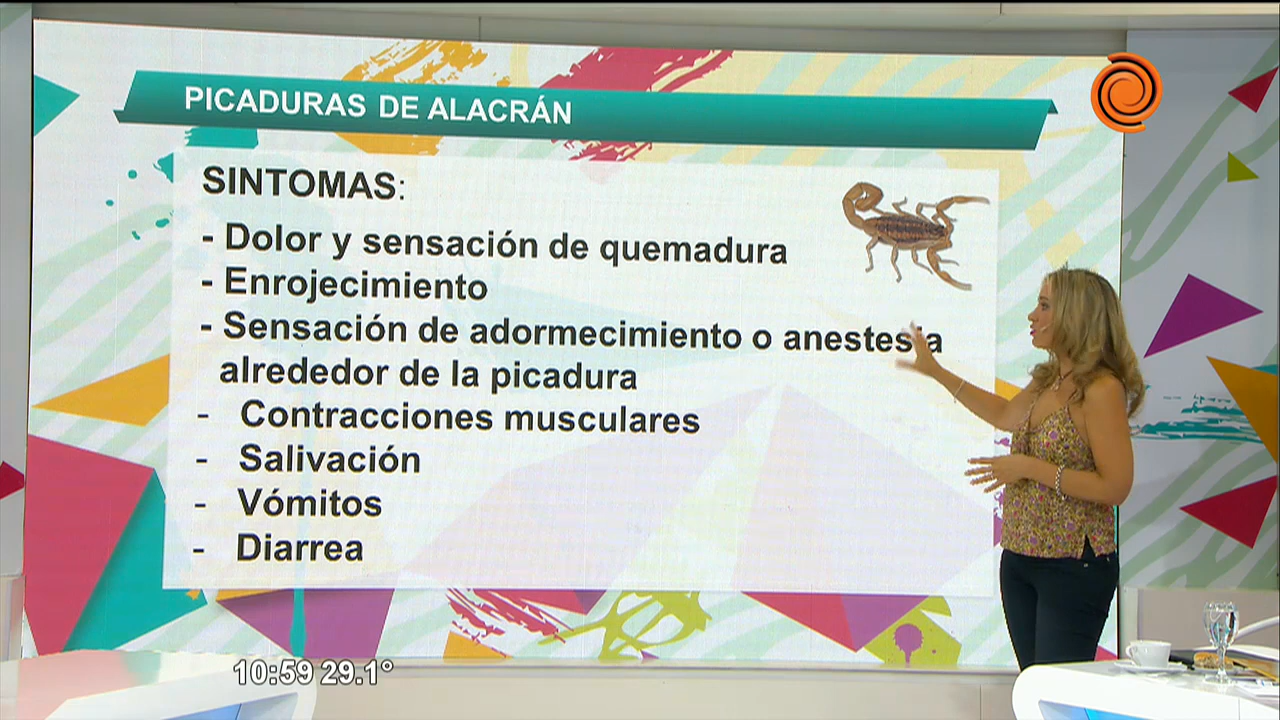 PICADURAS DE ALACRÁN
SINTOMAS:
- Dolor y sensación de quemadura
- Enrojecimiento
- Sensación de adormecimiento o anestesia
alrededor de la picadura
- Contracciones musculares
- Salivación
- Vómitos
- Diarrea
10:59 29.1°